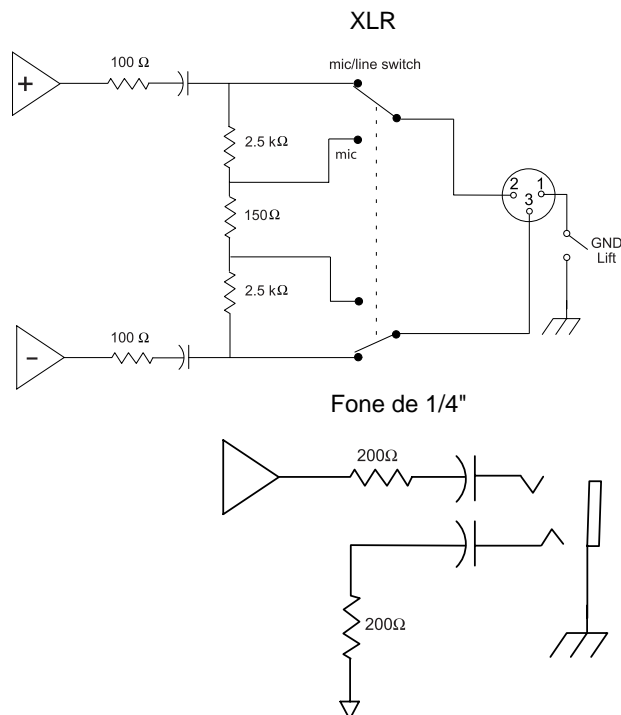 XLR
mic/line switch
100 Ω
+
2.5 kΩ
mic
150Ω
2 1
3
GND
Lift
2.5 kΩ
100 Ω
-
Fone de 1/4"
200Ω
200Ω